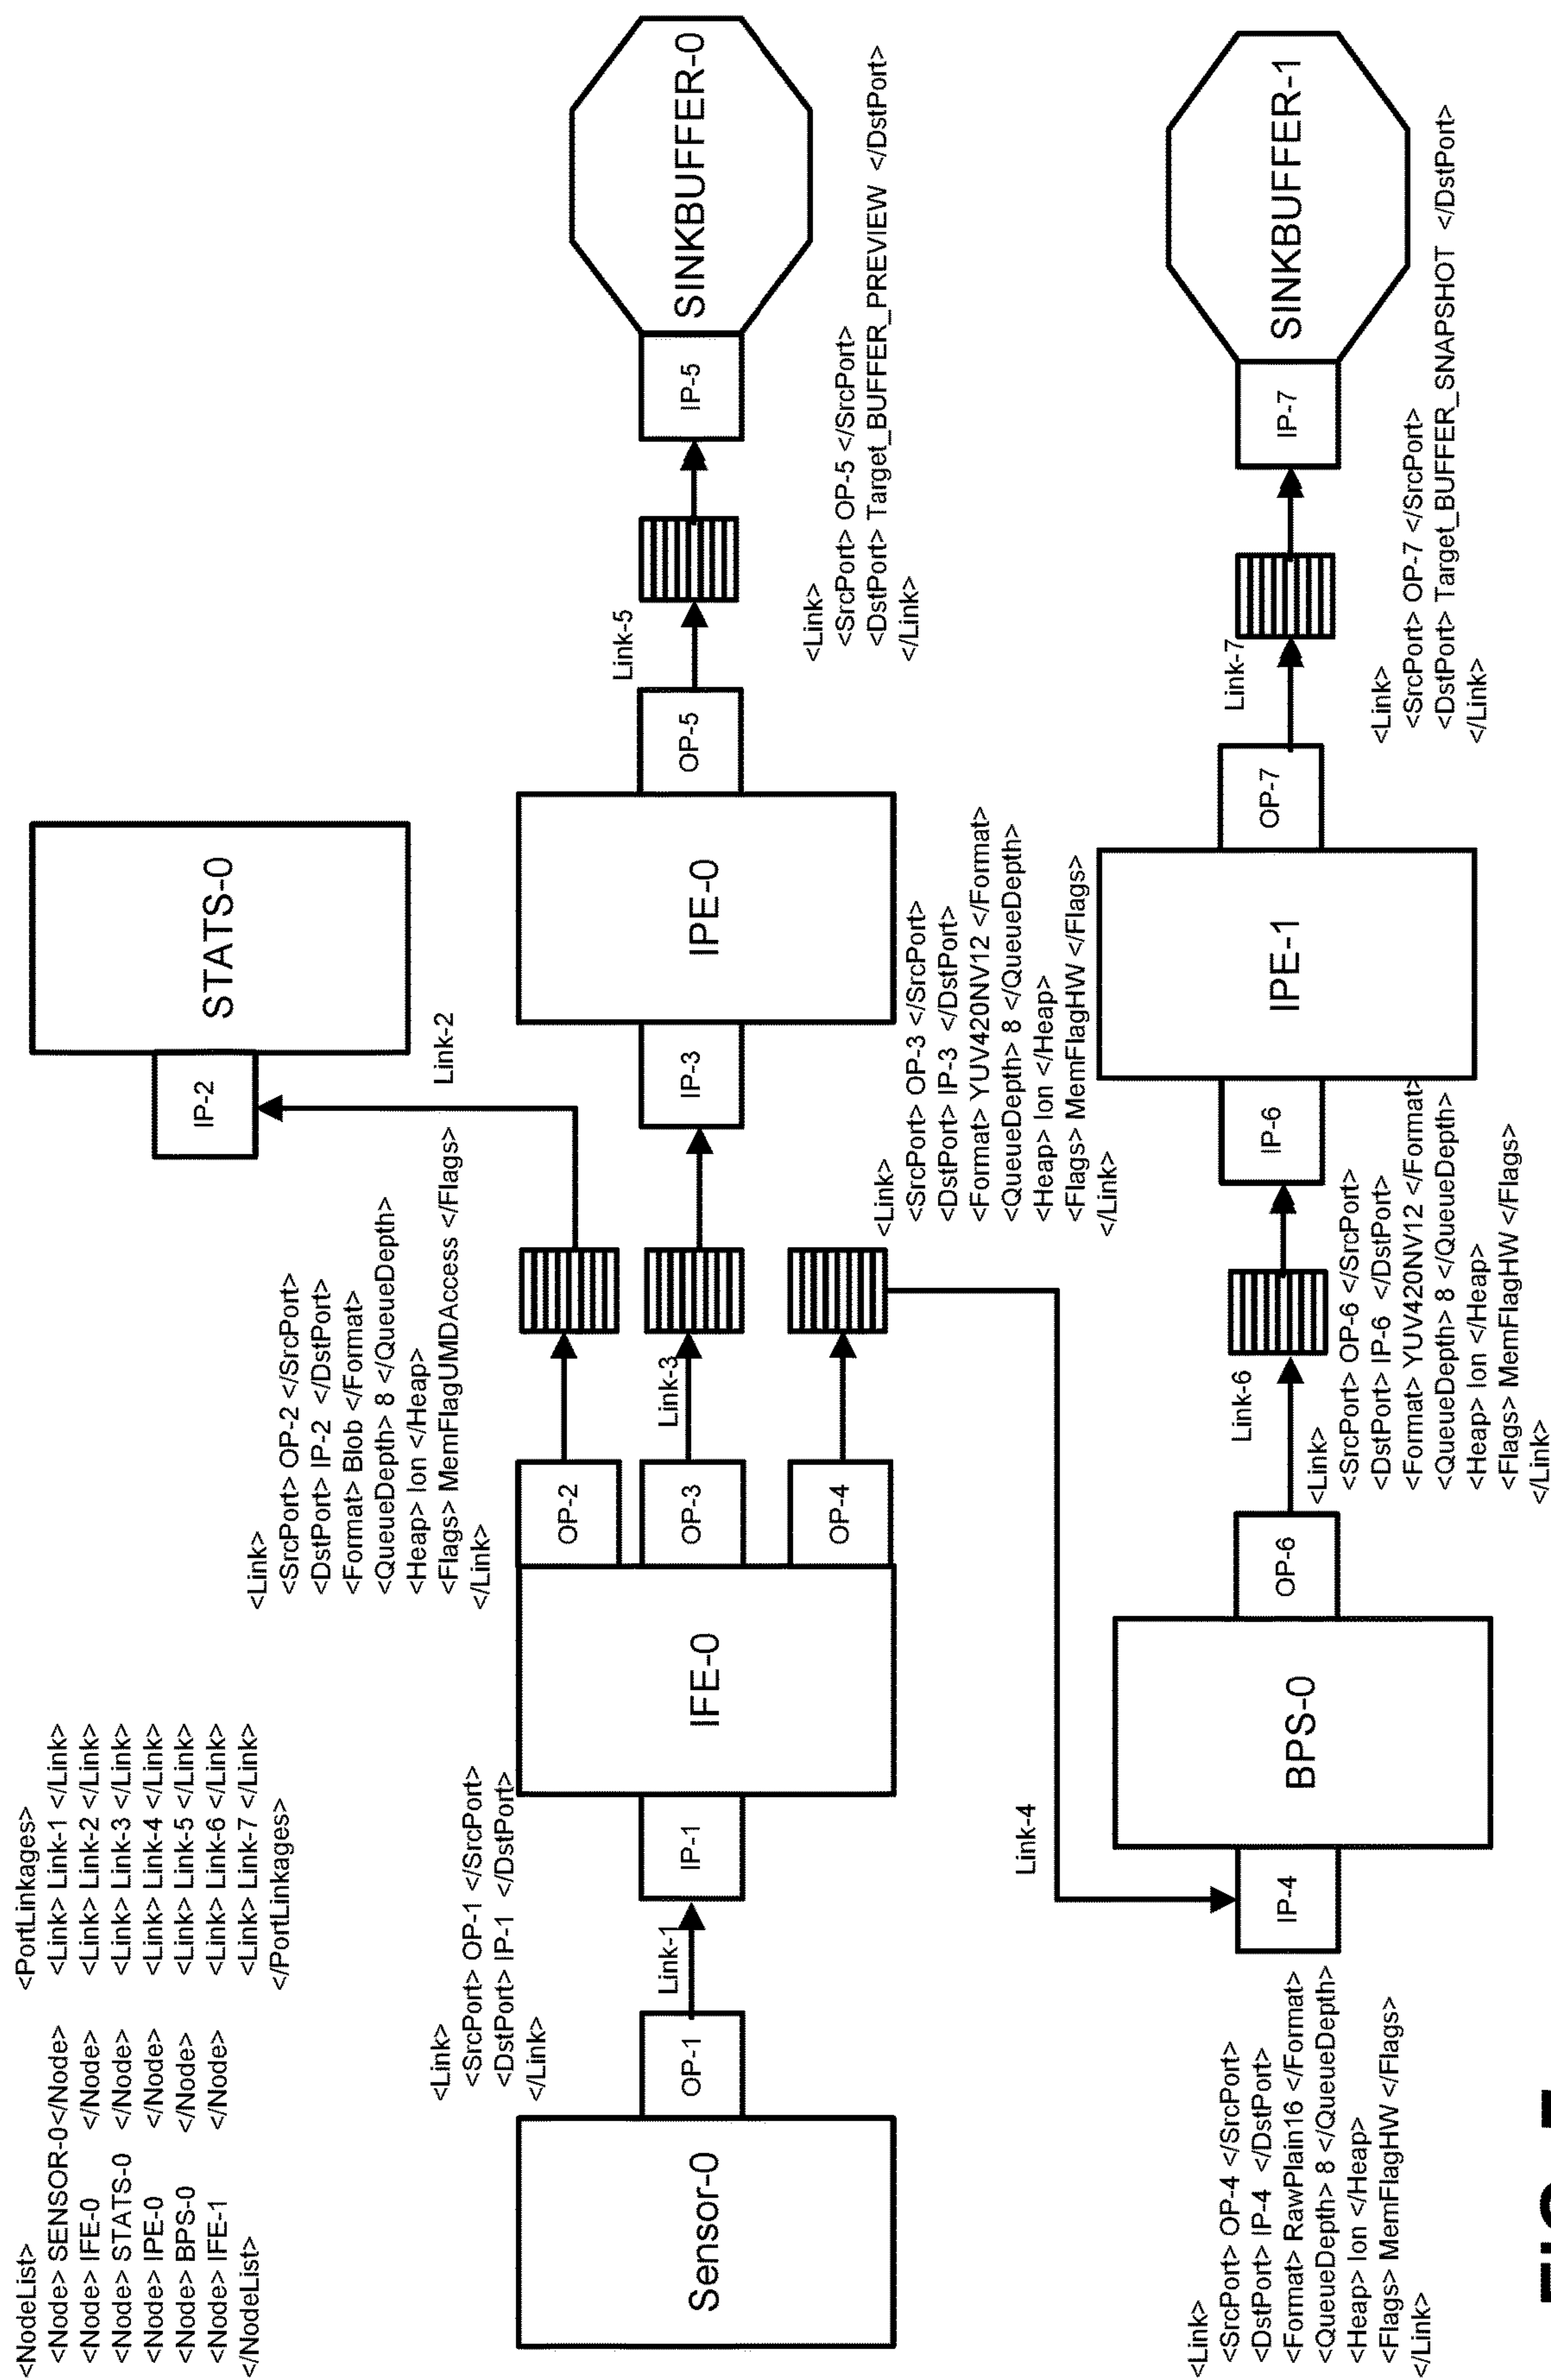 <NodeList>
<Node> SENSOR-0</Node>
<Node> IFE-0 </Node>
<Node> STATS-0 </Node>
<Node> IPE-0 </Node>
<Node> BPS-0 </Node>
<Node> IFE-1 </Node>
</NodeList>
<PortLinkages>
<Link> Link-1 </Link>
<Link> Link-2 </Link>
<Link> Link-3 </Link>
<Link> Link-4 </Link>
<Link> Link-5 </Link>
<Link> Link-6 </Link>
<Link> Link-7 </Link>
</PortLinkages>
<Link>
<SrcPort> OP-2 </SrcPort>
<DstPort> IP-2 </DstPort>
<Format> Blob </Format>
<QueueDepth> 8 </QueueDepth>
<Heap> Ion </Heap>
<Flags> MemFlagUMDAccess </Flags>
</Link>
IP-2
STATS-0
Link-2
<Link>
<SrcPort> OP-1 </SrcPort>
<DstPort> IP-1 </DstPort>
</Link>
Sensor-0
OP-1
Link-1
IP-1
IFE-0
OP-2
OP-3
OP-4
Link-3
IP-3
IPE-0
OP-5
Link-5
IP-5
SINKBUFFER-0
<Link>
<SrcPort> OP-5 </SrcPort>
<DstPort> Target_BUFFER_PREVIEW </DstPort>
</Link>
<Link>
<SrcPort> OP-3 </SrcPort>
<DstPort> IP-3 </DstPort>
<Format> YUV420NV12 </Format>
<QueueDepth> 8 </QueueDepth>
<Heap> Ion </Heap>
<Flags> MemFlagHW </Flags>
</Link>
Link-4
IP-4
BPS-0
OP-6
Link-6
IP-6
IPE-1
OP-7
Link-7
IP-7
SINKBUFFER-1
<Link>
<SrcPort> OP-4 </SrcPort>
<DstPort> IP-4 </DstPort>
<Format> RawPlain16 </Format>
<QueueDepth> 8 </QueueDepth>
<Heap> Ion </Heap>
<Flags> MemFlagHW </Flags>
</Link>
<Link>
<SrcPort> OP-6 </SrcPort>
<DstPort> IP-6 </DstPort>
<Format> YUV420NV12 </Format>
<QueueDepth> 8 </QueueDepth>
<Heap> Ion </Heap>
<Flags> MemFlagHW </Flags>
</Link>
<Link>
<SrcPort> OP-7 </SrcPort>
<DstPort> Target_BUFFER_SNAPSHOT </DstPort>
</Link>